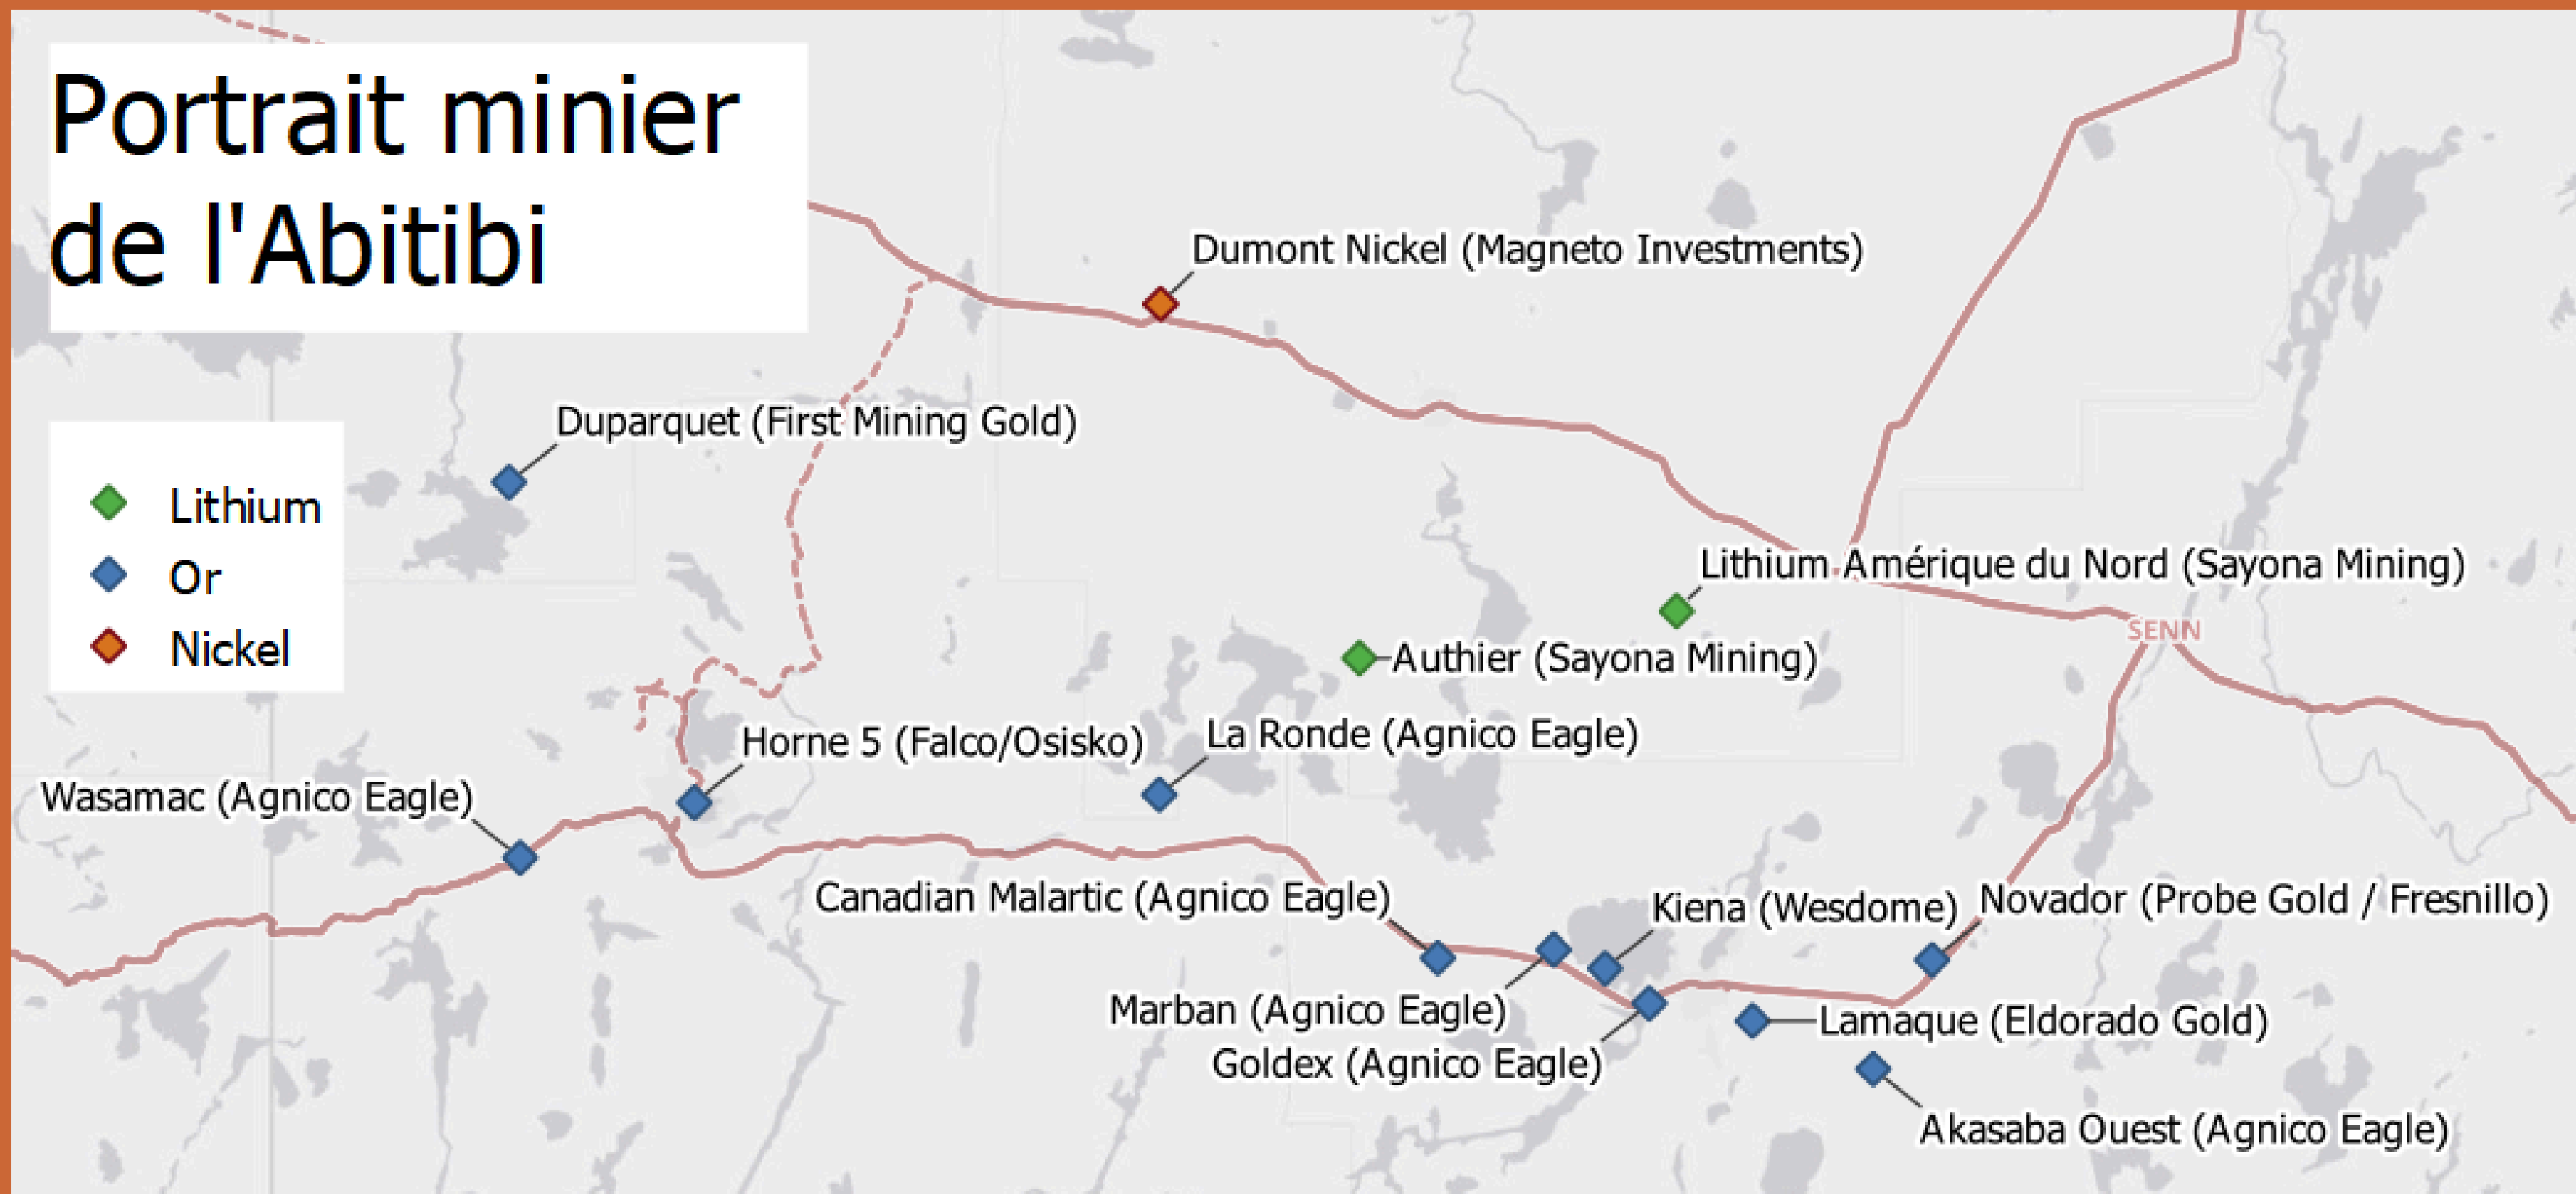 Portrait minier
de l'Abitibi
Dumont Nickel (Magneto Investments)
Duparquet (First Mining Gold)
Lithium
Or
Nickel
Lithium Amérique du Nord (Sayona Mining)
SENN
Authier (Sayona Mining)
Horne 5 (Falco/Osisko)
La Ronde (Agnico Eagle)
Wasamac (Agnico Eagle)
Canadian Malartic (Agnico Eagle)
Kiena (Wesdome)
Novador (Probe Gold / Fresnillo)
Marban (Agnico Eagle)
Lamaque (Eldorado Gold)
Goldex (Agnico Eagle)
Akasaba Ouest (Agnico Eagle)